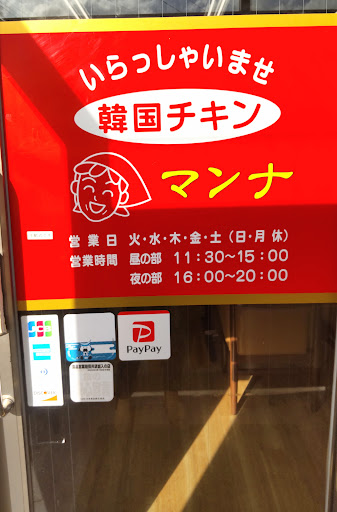 いらっしゃいませ
韓国チキン
マンナ
営業日 火・水・木・金・土（日・月 休）
営業時間 昼の部 11：30〜15：00
夜の部 16：00〜20：00
JCB
PayPay